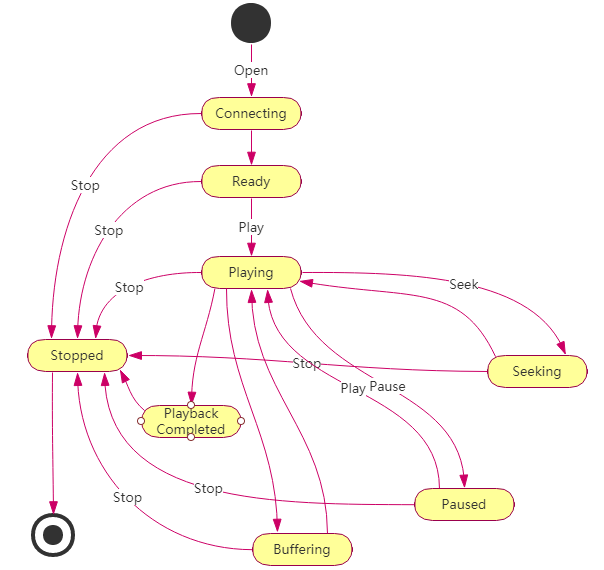 Open
Connecting
Stop
Ready
Stop
Play
Playing
Stop
Seek
Stopped
Stop
Seeking
Play
Pause
Playback
Completed
Stop
Stop
Paused
Buffering